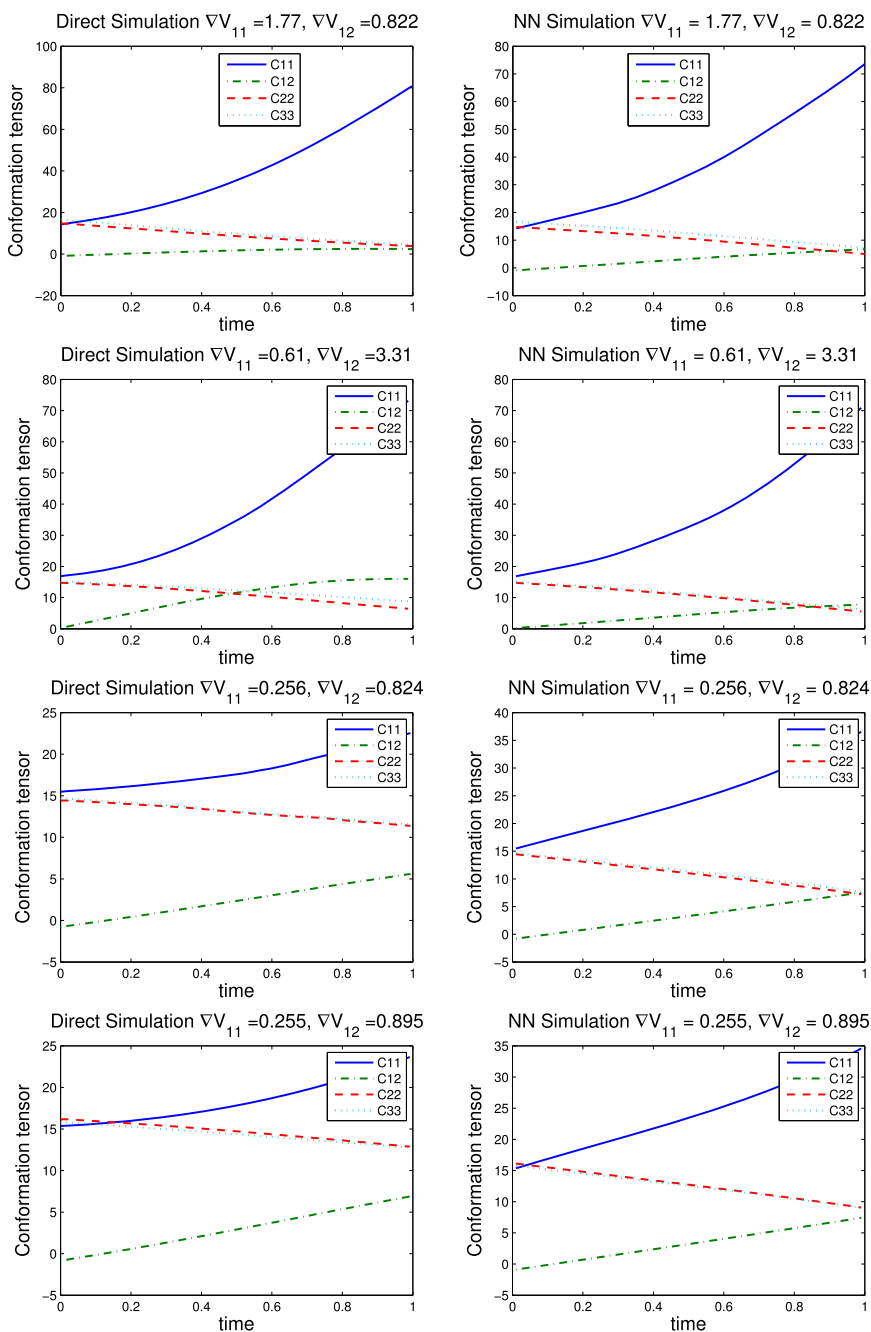 Direct Simulation ∇V11 =1.77, ∇V12 =0.822
Conformation tensor
100
80
60
40
20
0
−20
C11
C12
C22
C33
0
0.2
0.4
0.6
0.8
1
time
NN Simulation ∇V11 = 1.77, ∇V12 = 0.822
Conformation tensor
80
70
60
50
40
30
20
10
0
−10
C11
C12
C22
C33
0
0.2
0.4
0.6
0.8
1
time
Direct Simulation ∇V11 =0.61, ∇V12 =3.31
Conformation tensor
80
70
60
50
40
30
20
10
0
C11
C12
C22
C33
0
0.2
0.4
0.6
0.8
1
time
NN Simulation ∇V11 = 0.61, ∇V12 = 3.31
Conformation tensor
80
70
60
50
40
30
20
10
0
C11
C12
C22
C33
0
0.2
0.4
0.6
0.8
1
time
Direct Simulation ∇V11 =0.256, ∇V12 =0.824
Conformation tensor
25
20
15
10
5
0
−5
C11
C12
C22
C33
0
0.2
0.4
0.6
0.8
1
time
NN Simulation ∇V11 = 0.256, ∇V12 = 0.824
Conformation tensor
40
35
30
25
20
15
10
5
0
−5
C11
C12
C22
C33
0
0.2
0.4
0.6
0.8
1
time
Direct Simulation ∇V11 =0.255, ∇V12 =0.895
Conformation tensor
25
20
15
10
5
0
−5
C11
C12
C22
C33
0
0.2
0.4
0.6
0.8
1
time
NN Simulation ∇V11 = 0.255, ∇V12 = 0.895
Conformation tensor
35
30
25
20
15
10
5
0
−5
C11
C12
C22
C33
0
0.2
0.4
0.6
0.8
1
time